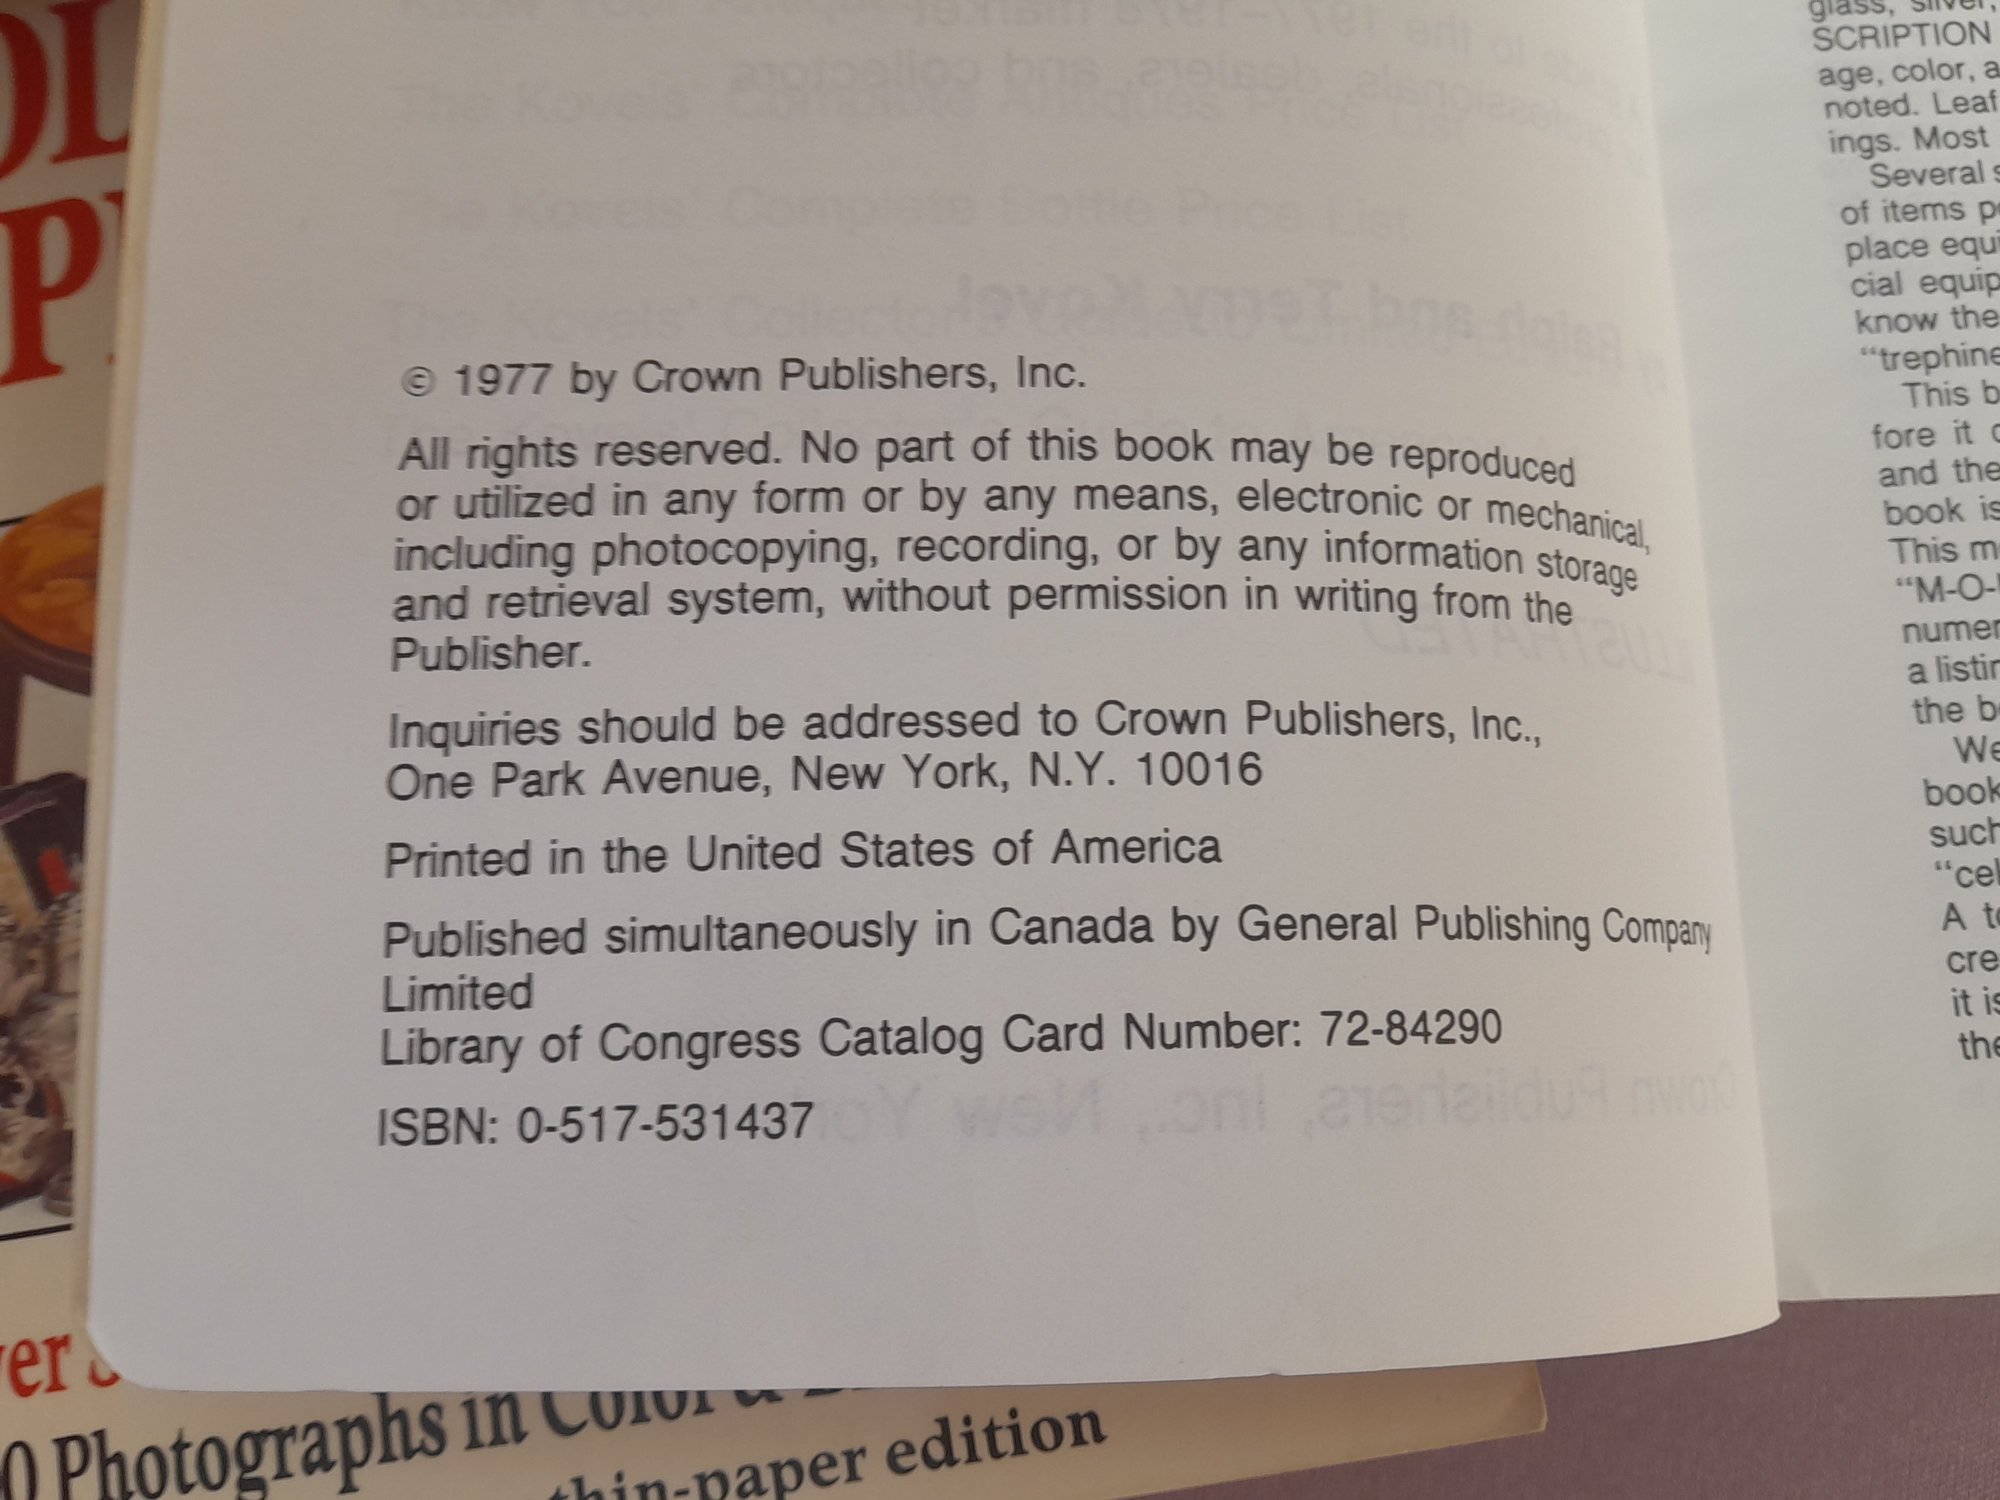 © 1977 by Crown Publishers, Inc.
All rights reserved. No part of this book may be reproduced
or utilized in any form or by any means, electronic or mechanical,
including photocopying, recording, or by any information storage
and retrieval system, without permission in writing from the
Publisher.
Inquiries should be addressed to Crown Publishers, Inc.,
One Park Avenue, New York, N.Y. 10016
Printed in the United States of America
Published simultaneously in Canada by General Publishing Company
Limited
Library of Congress Catalog Card Number: 72-84290
ISBN: 0-517-531437
glass, silver,
SCRIPTION
age, color, a
noted. Leaf
ings. Most
Several s
of items p
place equi
cial equip
know the
"trephine
This b
fore it
and the
book is
This m
"M-O-
numer
a listin
the b
We
book
such
"cel
A to
cre
it is
the
Photographs in Color &
thin-paper edition